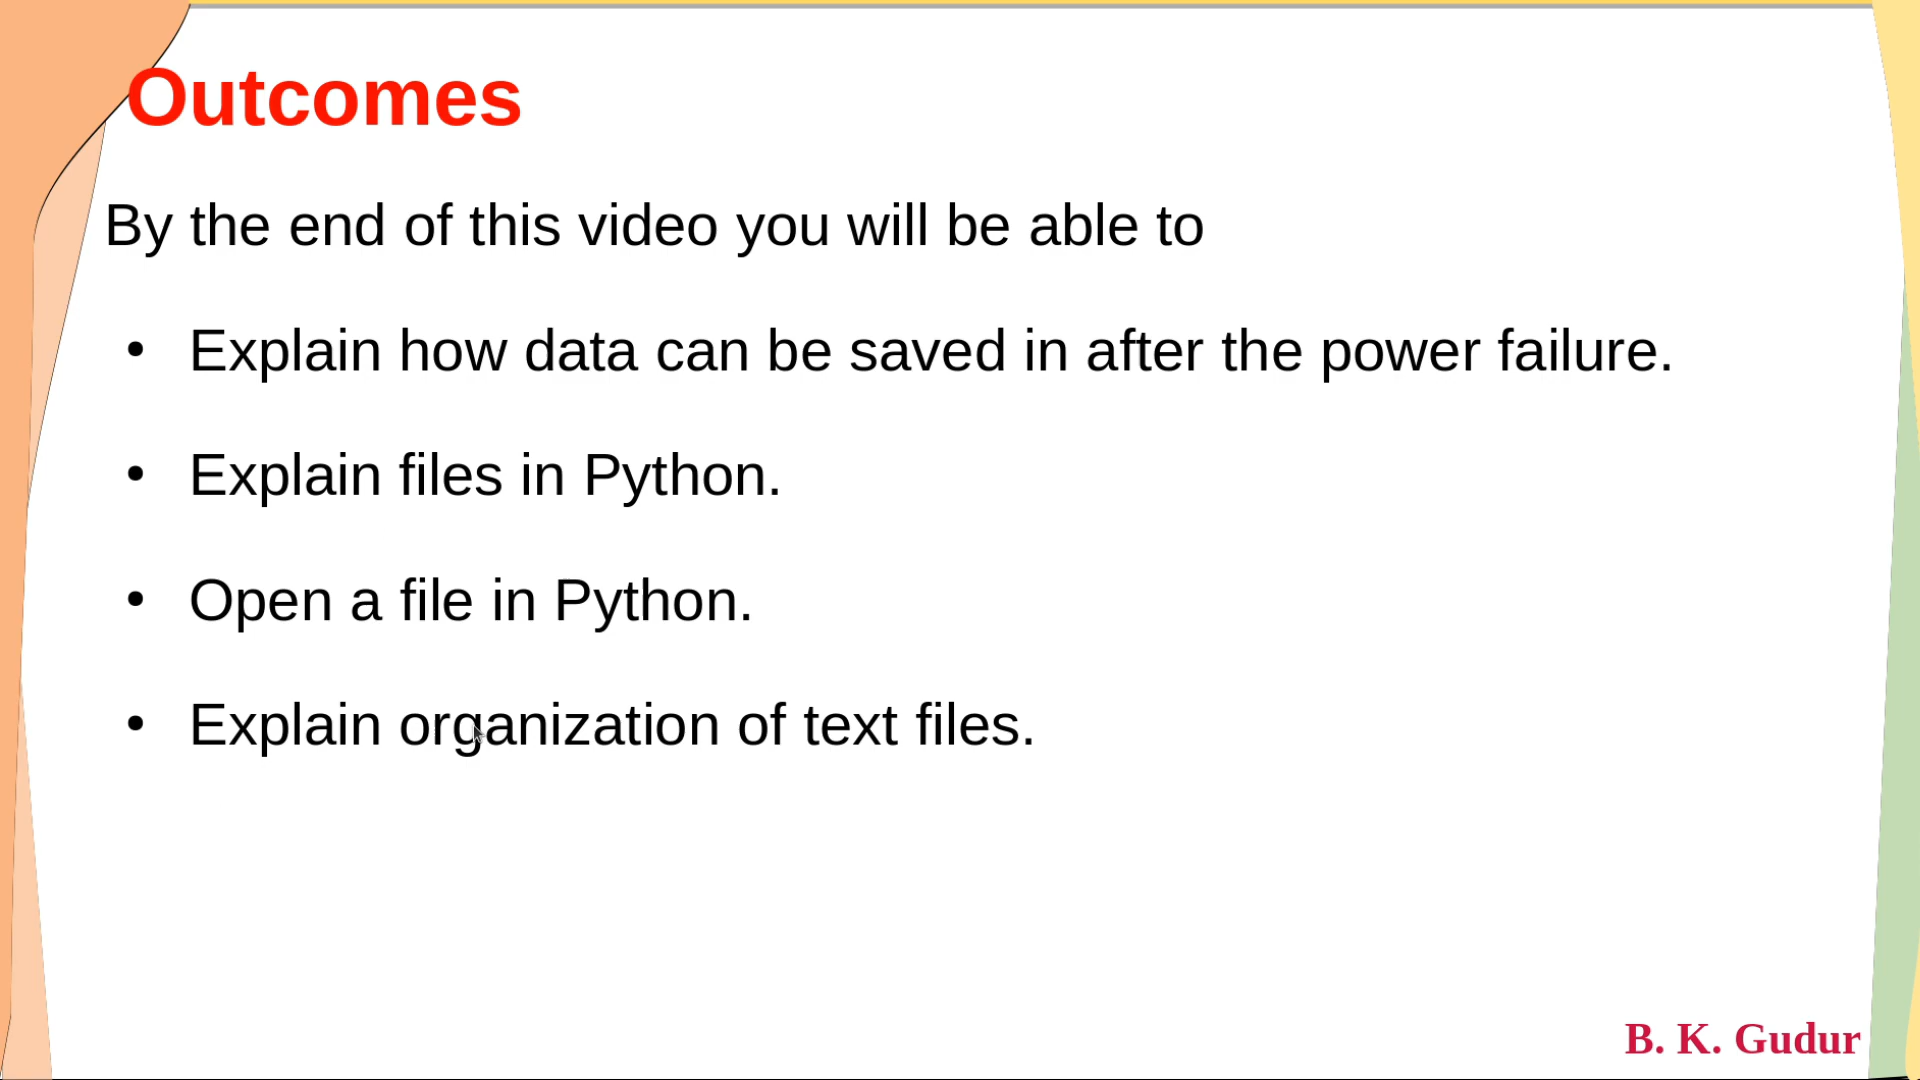 Outcomes
By the end of this video you will be able to
• Explain how data can be saved in after the power failure.
• Explain files in Python.
• Open a file in Python.
• Explain organization of text files.
B. K. Gudur